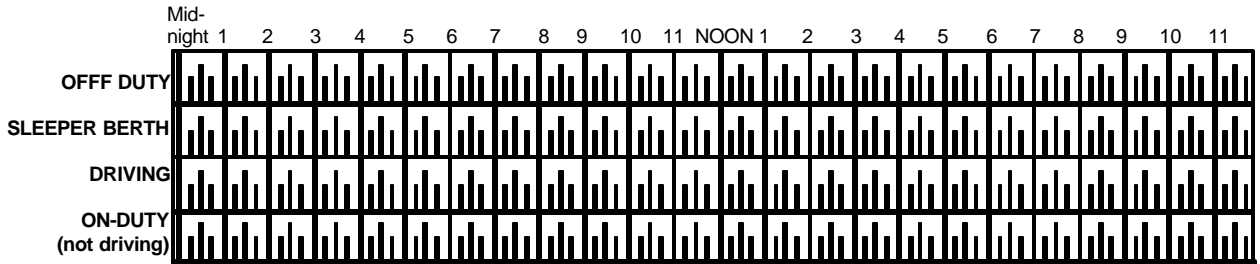 Mid-
night 1 2 3 4 5 6 7 8 9 10 11 NOON 1 2 3 4 5 6 7 8 9 10 11
OFFF DUTY
SLEEPER BERTH
DRIVING
ON-DUTY
(not driving)